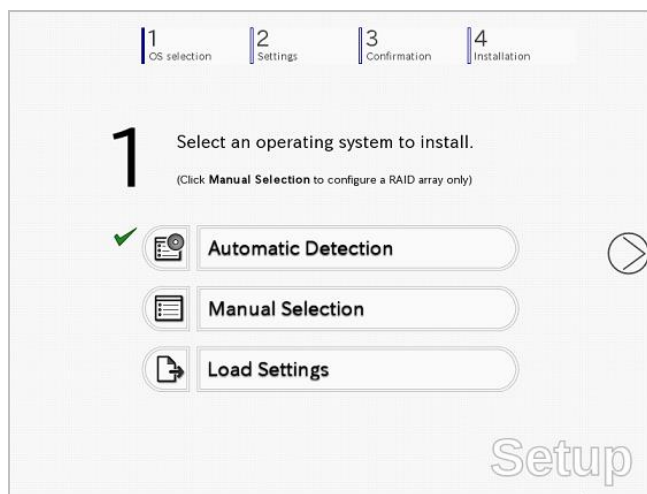 1 2 3 4
OS selection Settings Confirmation Installation
1
Select an operating system to install.
(Click Manual Selection to configure a RAID array only)
Automatic Detection
Manual Selection
Load Settings
Setup